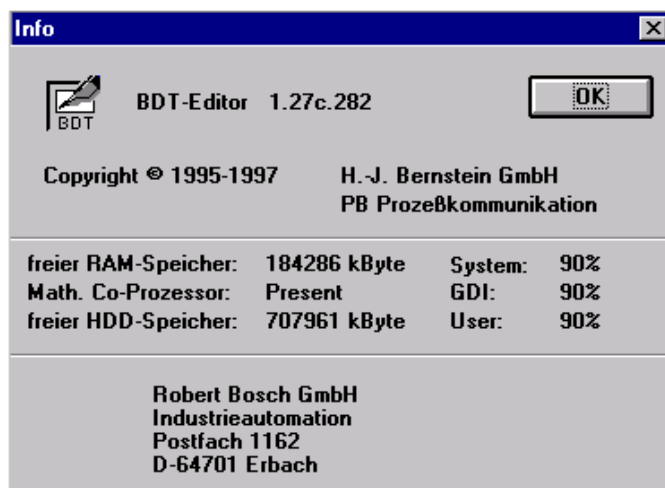 Info
BDT
BDT-Editor 1.27c.282
OK
Copyright © 1995-1997 H.-J. Bernstein GmbH
PB Prozeßkommunikation
freier RAM-Speicher: 184286 kByte System: 90%
Math. Co-Prozessor: Present GDI: 90%
freier HDD-Speicher: 707961 kByte User: 90%
Robert Bosch GmbH
Industrieautomation
Postfach 1162
D-64701 Erbach